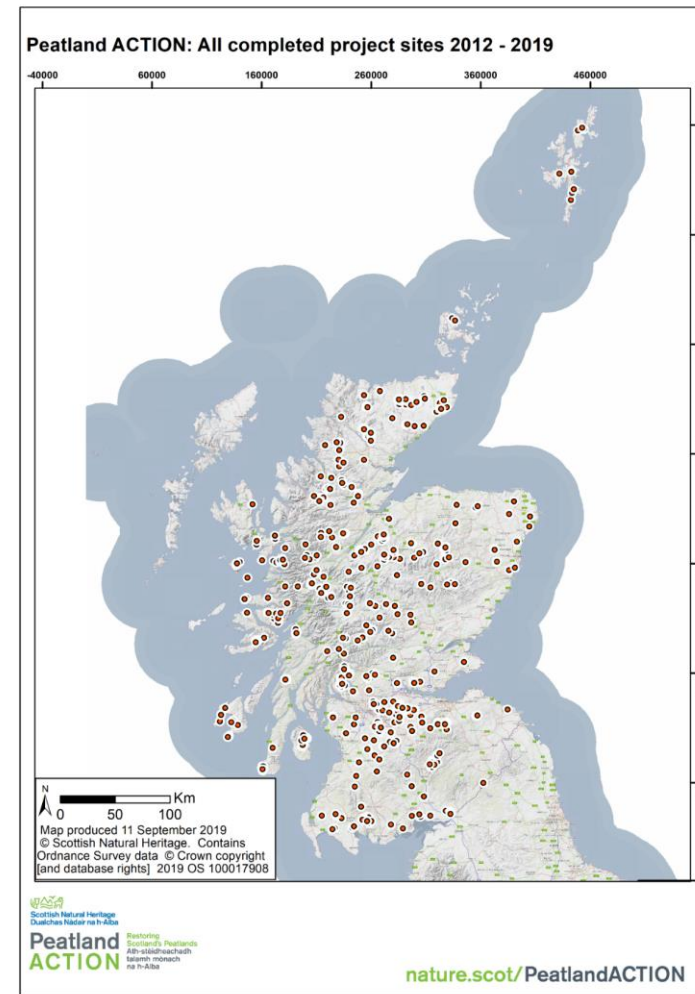 Peatland ACTION: All completed project sites 2012 - 2019
-40000 60000 160000 260000 360000 460000
N
0 50 100 Km
Map produced 11 September 2019
© Scottish Natural Heritage. Contains
Ordnance Survey data © Crown copyright
[and database rights] 2019 OS 100017908
Scottish Natural Heritage
Dualchas Nàdair na h-Alba
Peatland
ACTION
Restoring
Scotland's Peatlands
Ath-stèidheachadh
talamh mònach
na h-Alba
nature.scot/PeatlandACTION